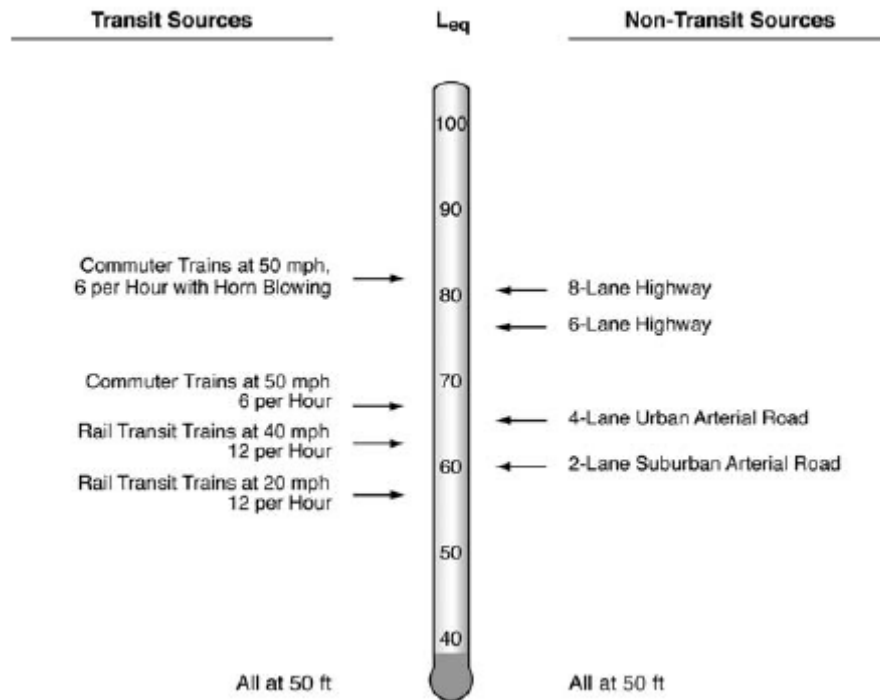 Transit Sources
Leq
Non-Transit Sources
100
90
Commuter Trains at 50 mph,
6 per Hour with Horn Blowing
80
8-Lane Highway
6-Lane Highway
Commuter Trains at 50 mph
6 per Hour
70
4-Lane Urban Arterial Road
Rail Transit Trains at 40 mph
12 per Hour
60
2-Lane Suburban Arterial Road
Rail Transit Trains at 20 mph
12 per Hour
50
40
All at 50 ft
All at 50 ft